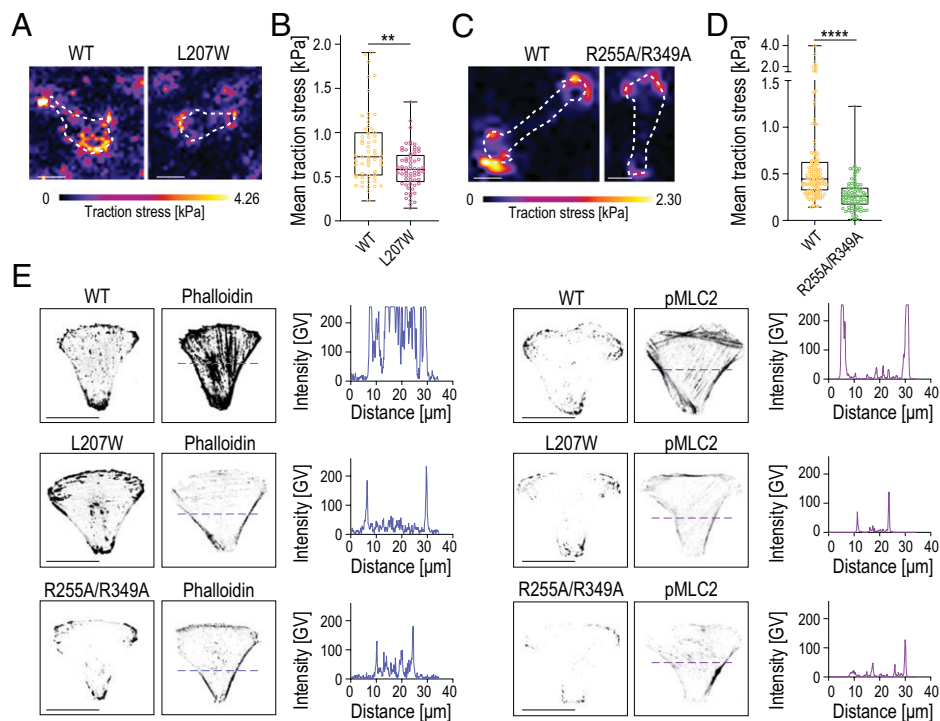 A
WT
L207W
0
4.26
Traction stress [kPa]
B
Mean traction stress [kPa]
2.0
1.5
1.0
0.5
0
**
WT
L207W
C
WT
R255A/R349A
0
2.30
Traction stress [kPa]
D
Mean traction stress [kPa]
4.0
2.0
1.5
1.0
0.5
0
****
WT
R255A/R349A
E
WT
Phalloidin
Intensity [GV]
200
100
0
0 10 20 30 40
Distance [µm]
WT
pMLC2
Intensity [GV]
200
100
0
0 10 20 30 40
Distance [µm]
L207W
Phalloidin
Intensity [GV]
200
100
0
0 10 20 30 40
Distance [µm]
L207W
pMLC2
Intensity [GV]
200
100
0
0 10 20 30 40
Distance [µm]
R255A/R349A
Phalloidin
Intensity [GV]
200
100
0
0 10 20 30 40
Distance [µm]
R255A/R349A
pMLC2
Intensity [GV]
200
100
0
0 10 20 30 40
Distance [µm]